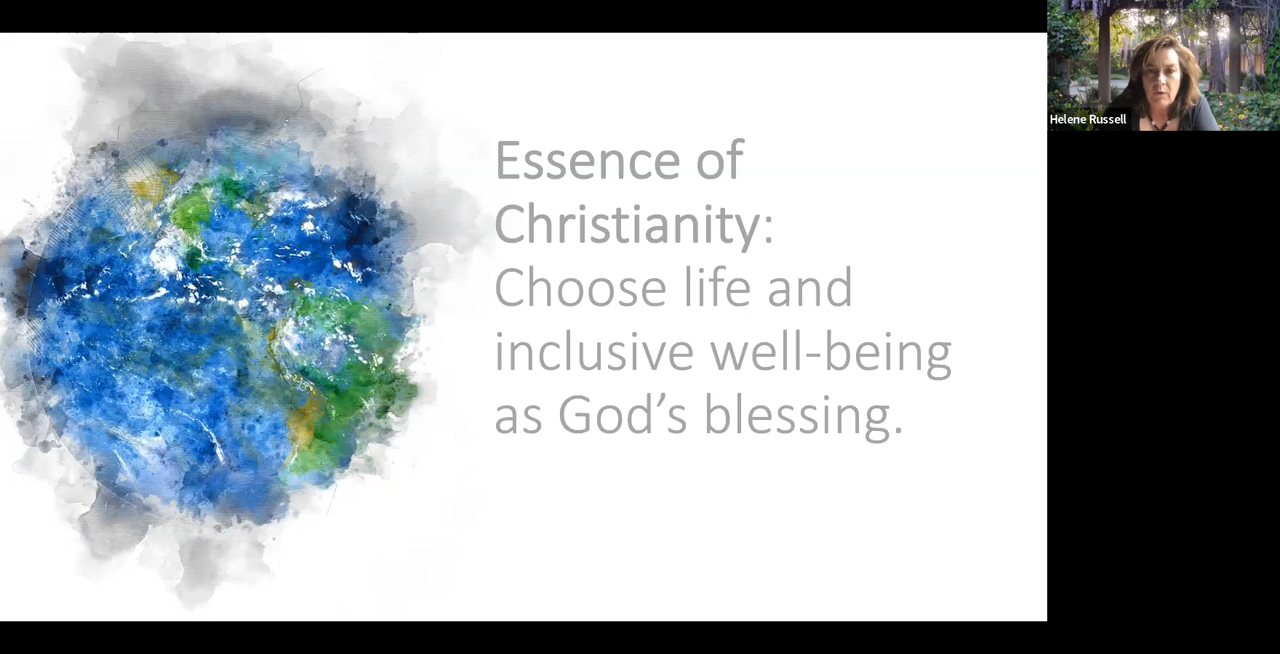 Essence of
Christianity:
Choose life and
inclusive well-being
as God’s blessing.
Helene Russell